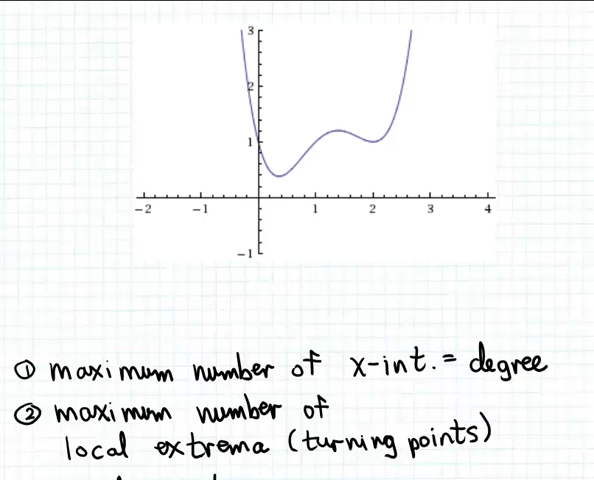 3
2
1
-2 -1 0 1 2 3 4
-1
① maximum number of x-int. = degree
② maximum number of
local extrema (turning points)